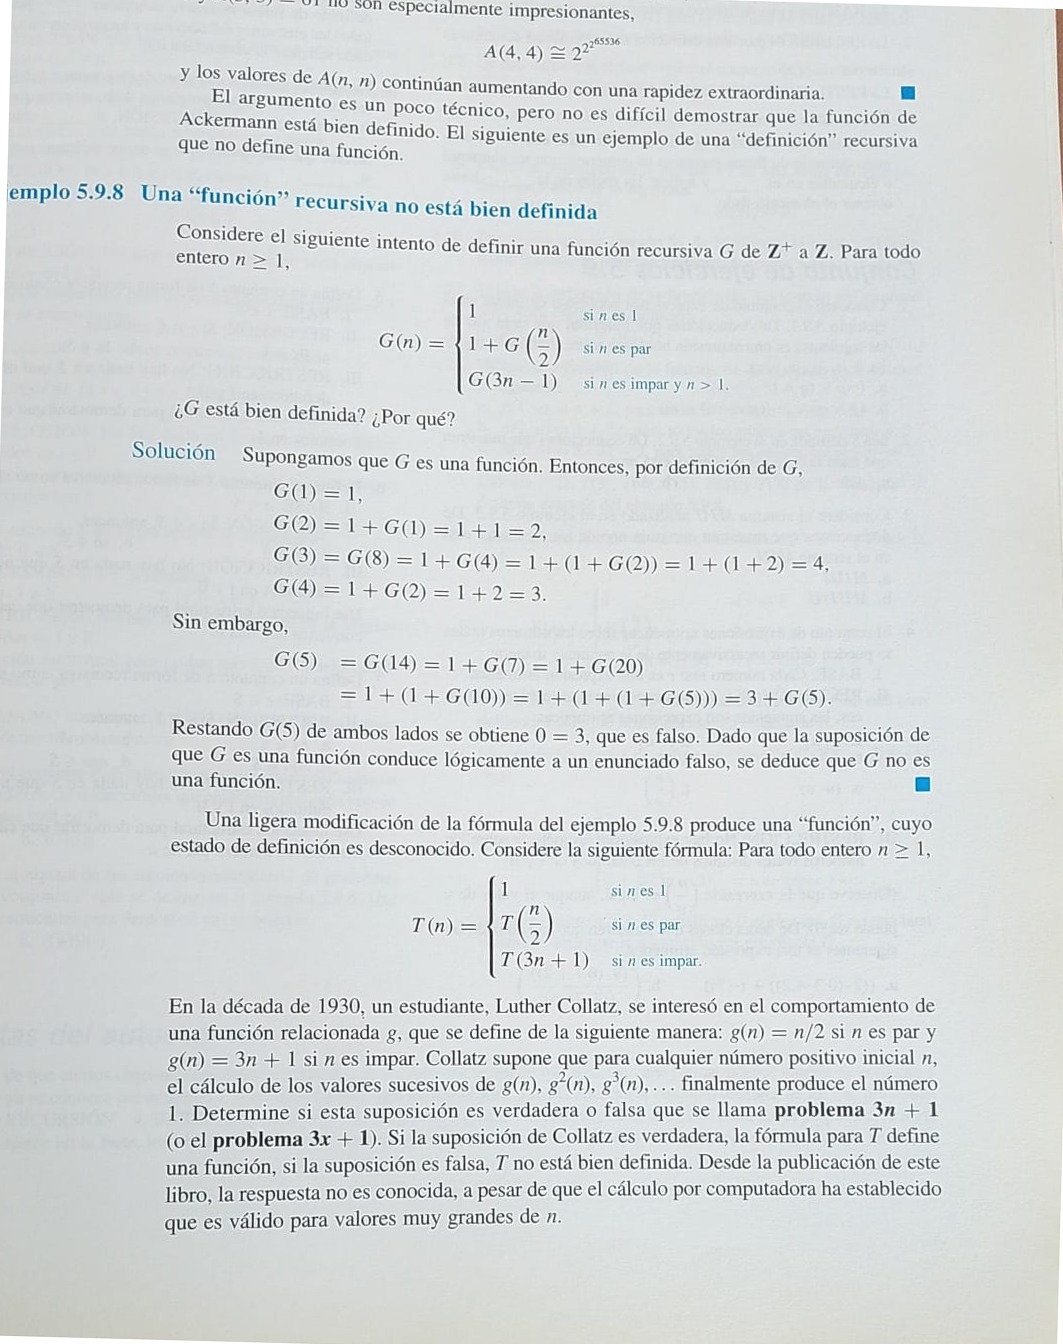 no son especialmente impresionantes,
A(4, 4) ≅ 2^2^2^65536
y los valores de A(n, n) continúan aumentando con una rapidez extraordinaria.
El argumento es un poco técnico, pero no es difícil demostrar que la función de
Ackermann está bien definido. El siguiente es un ejemplo de una “definición” recursiva
que no define una función.
emplo 5.9.8 Una “función” recursiva no está bien definida
Considere el siguiente intento de definir una función recursiva G de Z⁺ a Z. Para todo
entero n ≥ 1,
G(n) = { 1 si n es 1
1 + G(n/2) si n es par
G(3n − 1) si n es impar y n > 1.
¿G está bien definida? ¿Por qué?
Solución Supongamos que G es una función. Entonces, por definición de G,
G(1) = 1,
G(2) = 1 + G(1) = 1 + 1 = 2,
G(3) = G(8) = 1 + G(4) = 1 + (1 + G(2)) = 1 + (1 + 2) = 4,
G(4) = 1 + G(2) = 1 + 2 = 3.
Sin embargo,
G(5) = G(14) = 1 + G(7) = 1 + G(20)
= 1 + (1 + G(10)) = 1 + (1 + (1 + G(5))) = 3 + G(5).
Restando G(5) de ambos lados se obtiene 0 = 3, que es falso. Dado que la suposición de
que G es una función conduce lógicamente a un enunciado falso, se deduce que G no es
una función.
Una ligera modificación de la fórmula del ejemplo 5.9.8 produce una “función”, cuyo
estado de definición es desconocido. Considere la siguiente fórmula: Para todo entero n ≥ 1,
T(n) = { 1 si n es 1
T(n/2) si n es par
T(3n + 1) si n es impar.
En la década de 1930, un estudiante, Luther Collatz, se interesó en el comportamiento de
una función relacionada g, que se define de la siguiente manera: g(n) = n/2 si n es par y
g(n) = 3n + 1 si n es impar. Collatz supone que para cualquier número positivo inicial n,
el cálculo de los valores sucesivos de g(n), g²(n), g³(n), . . . finalmente produce el número
1. Determine si esta suposición es verdadera o falsa que se llama problema 3n + 1
(o el problema 3x + 1). Si la suposición de Collatz es verdadera, la fórmula para T define
una función, si la suposición es falsa, T no está bien definida. Desde la publicación de este
libro, la respuesta no es conocida, a pesar de que el cálculo por computadora ha establecido
que es válido para valores muy grandes de n.